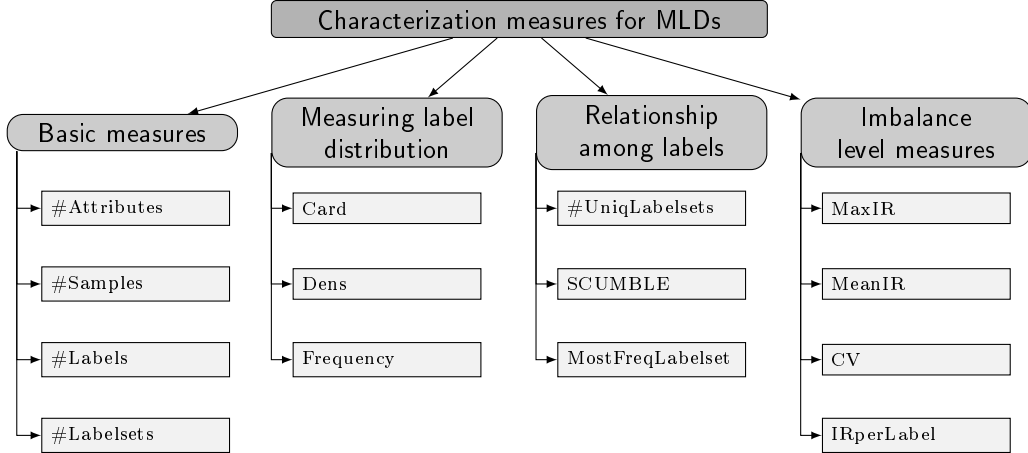 Characterization measures for MLDs
Basic measures
#Attributes
#Samples
#Labels
#Labelsets
Measuring label
distribution
Card
Dens
Frequency
Relationship
among labels
#UniqLabelsets
SCUMBLE
MostFreqLabelset
Imbalance
level measures
MaxIR
MeanIR
CV
IRperLabel